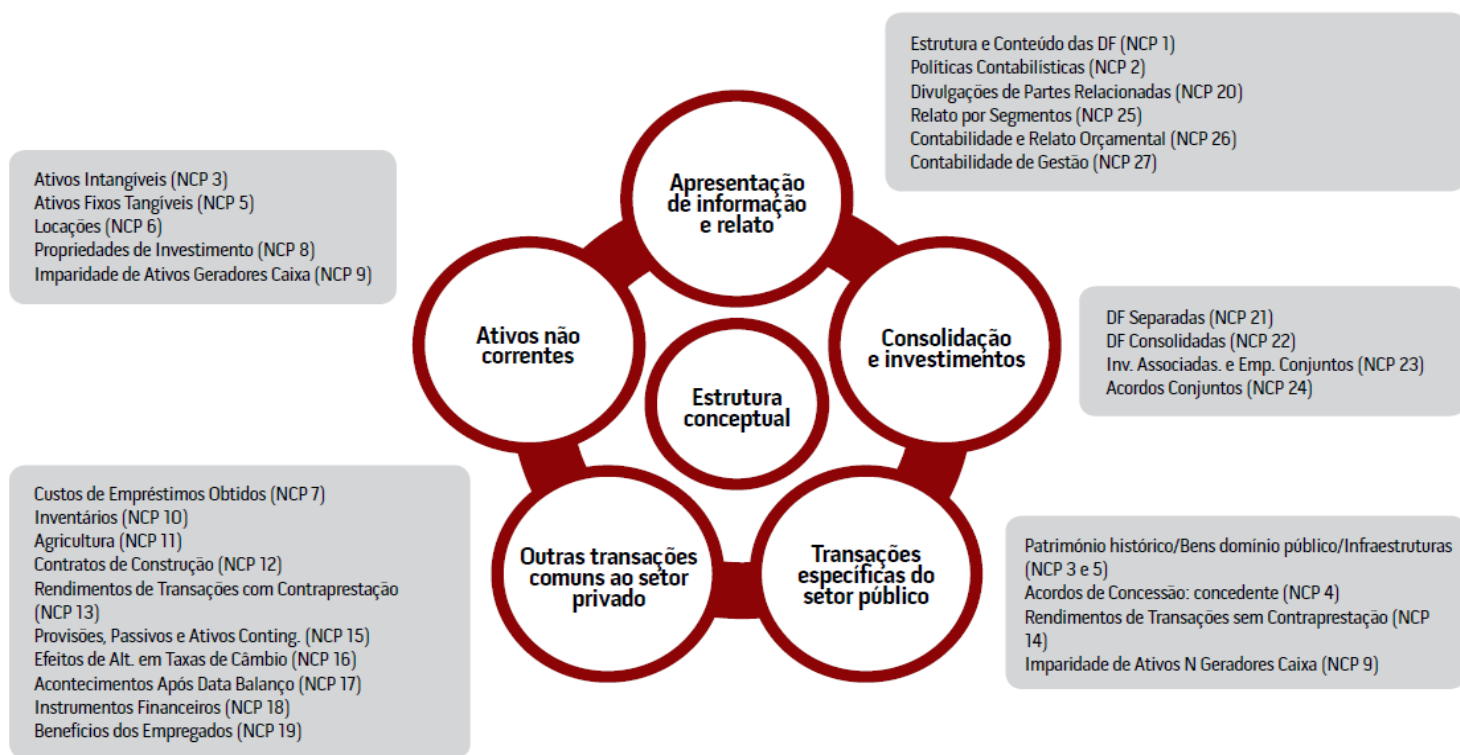 Estrutura e Conteúdo das DF (NCP 1)
Políticas Contabilísticas (NCP 2)
Divulgações de Partes Relacionadas (NCP 20)
Relato por Segmentos (NCP 25)
Contabilidade e Relato Orçamental (NCP 26)
Contabilidade de Gestão (NCP 27)
Apresentação
de informação
e relato
Ativos Intangíveis (NCP 3)
Ativos Fixos Tangíveis (NCP 5)
Locações (NCP 6)
Propriedades de Investimento (NCP 8)
Imparidade de Ativos Geradores Caixa (NCP 9)
Ativos não
correntes
Consolidação
e investimentos
DF Separadas (NCP 21)
DF Consolidadas (NCP 22)
Inv. Associadas. e Emp. Conjuntos (NCP 23)
Acordos Conjuntos (NCP 24)
Estrutura
conceptual
Custos de Empréstimos Obtidos (NCP 7)
Inventários (NCP 10)
Agricultura (NCP 11)
Contratos de Construção (NCP 12)
Rendimentos de Transações com Contraprestação
(NCP 13)
Provisões, Passivos e Ativos Conting. (NCP 15)
Efeitos de Alt. em Taxas de Câmbio (NCP 16)
Acontecimentos Após Data Balanço (NCP 17)
Instrumentos Financeiros (NCP 18)
Benefícios dos Empregados (NCP 19)
Outras transações
comuns ao setor
privado
Transações
específicas do
setor público
Património histórico/Bens domínio público/Infraestruturas
(NCP 3 e 5)
Acordos de Concessão: concedente (NCP 4)
Rendimentos de Transações sem Contraprestação (NCP
14)
Imparidade de Ativos N Geradores Caixa (NCP 9)